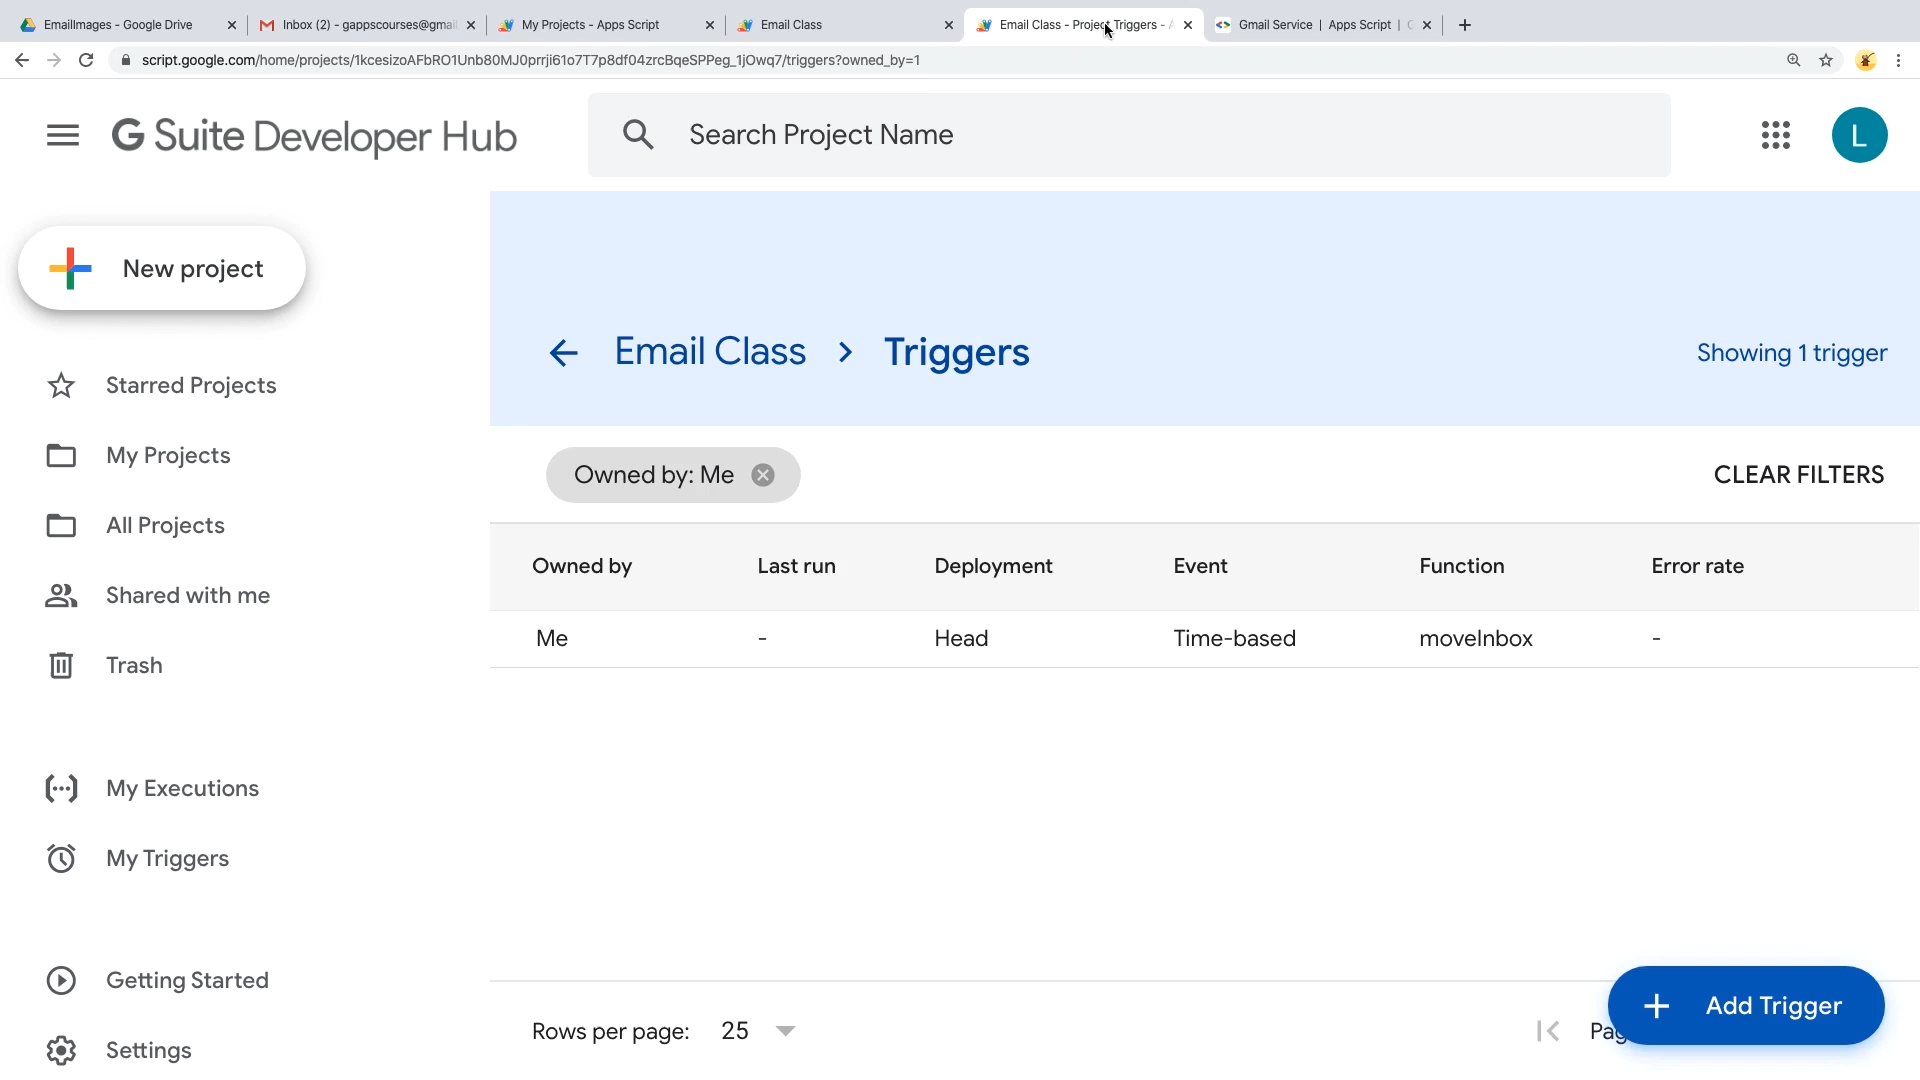 EmailImages - Google Drive
Inbox (2) - gappscourses@gmai
My Projects - Apps Script
Email Class
Email Class - Project Triggers - A
Gmail Service | Apps Script | G
script.google.com/home/projects/1kcesizoAFbRO1Unb80MJ0prrji61o7T7p8df04zrcBqeSPPeg_1jOwq7/triggers?owned_by=1
G Suite Developer Hub
Search Project Name
L
New project
Starred Projects
My Projects
All Projects
Shared with me
Trash
My Executions
My Triggers
Getting Started
Settings
Email Class > Triggers
Showing 1 trigger
Owned by: Me
CLEAR FILTERS
Owned by Last run Deployment Event Function Error rate
Me - Head Time-based moveInbox -
Rows per page: 25
Pag
+ Add Trigger